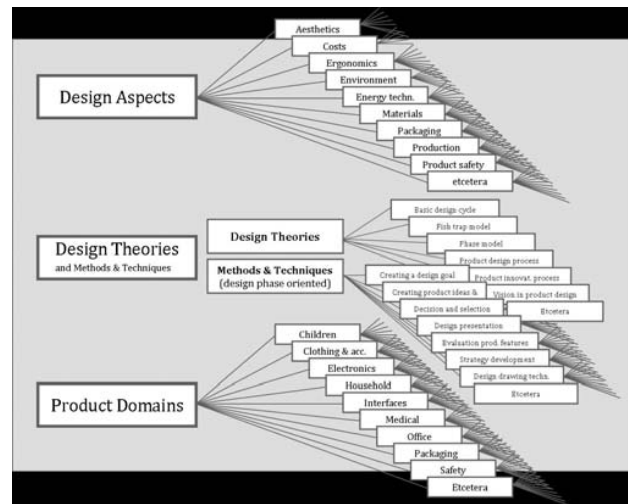 Aesthetics
Costs
Ergonomics
Environment
Energy techn.
Materials
Packaging
Production
Product safety
etcetera
Design Aspects
Design Theories
and Methods & Techniques
Design Theories
Basic design cycle
Fish trap model
Phase model
Product design process
Product innovat. process
Vision in product design
Etcetera
Methods & Techniques
(design phase oriented)
Creating a design goal
Creating product ideas &
Decision and selection
Design presentation
Evaluation prod. features
Strategy development
Design drawing techn.
Etcetera
Product Domains
Children
Clothing & acc.
Electronics
Household
Interfaces
Medical
Office
Packaging
Safety
Etcetera